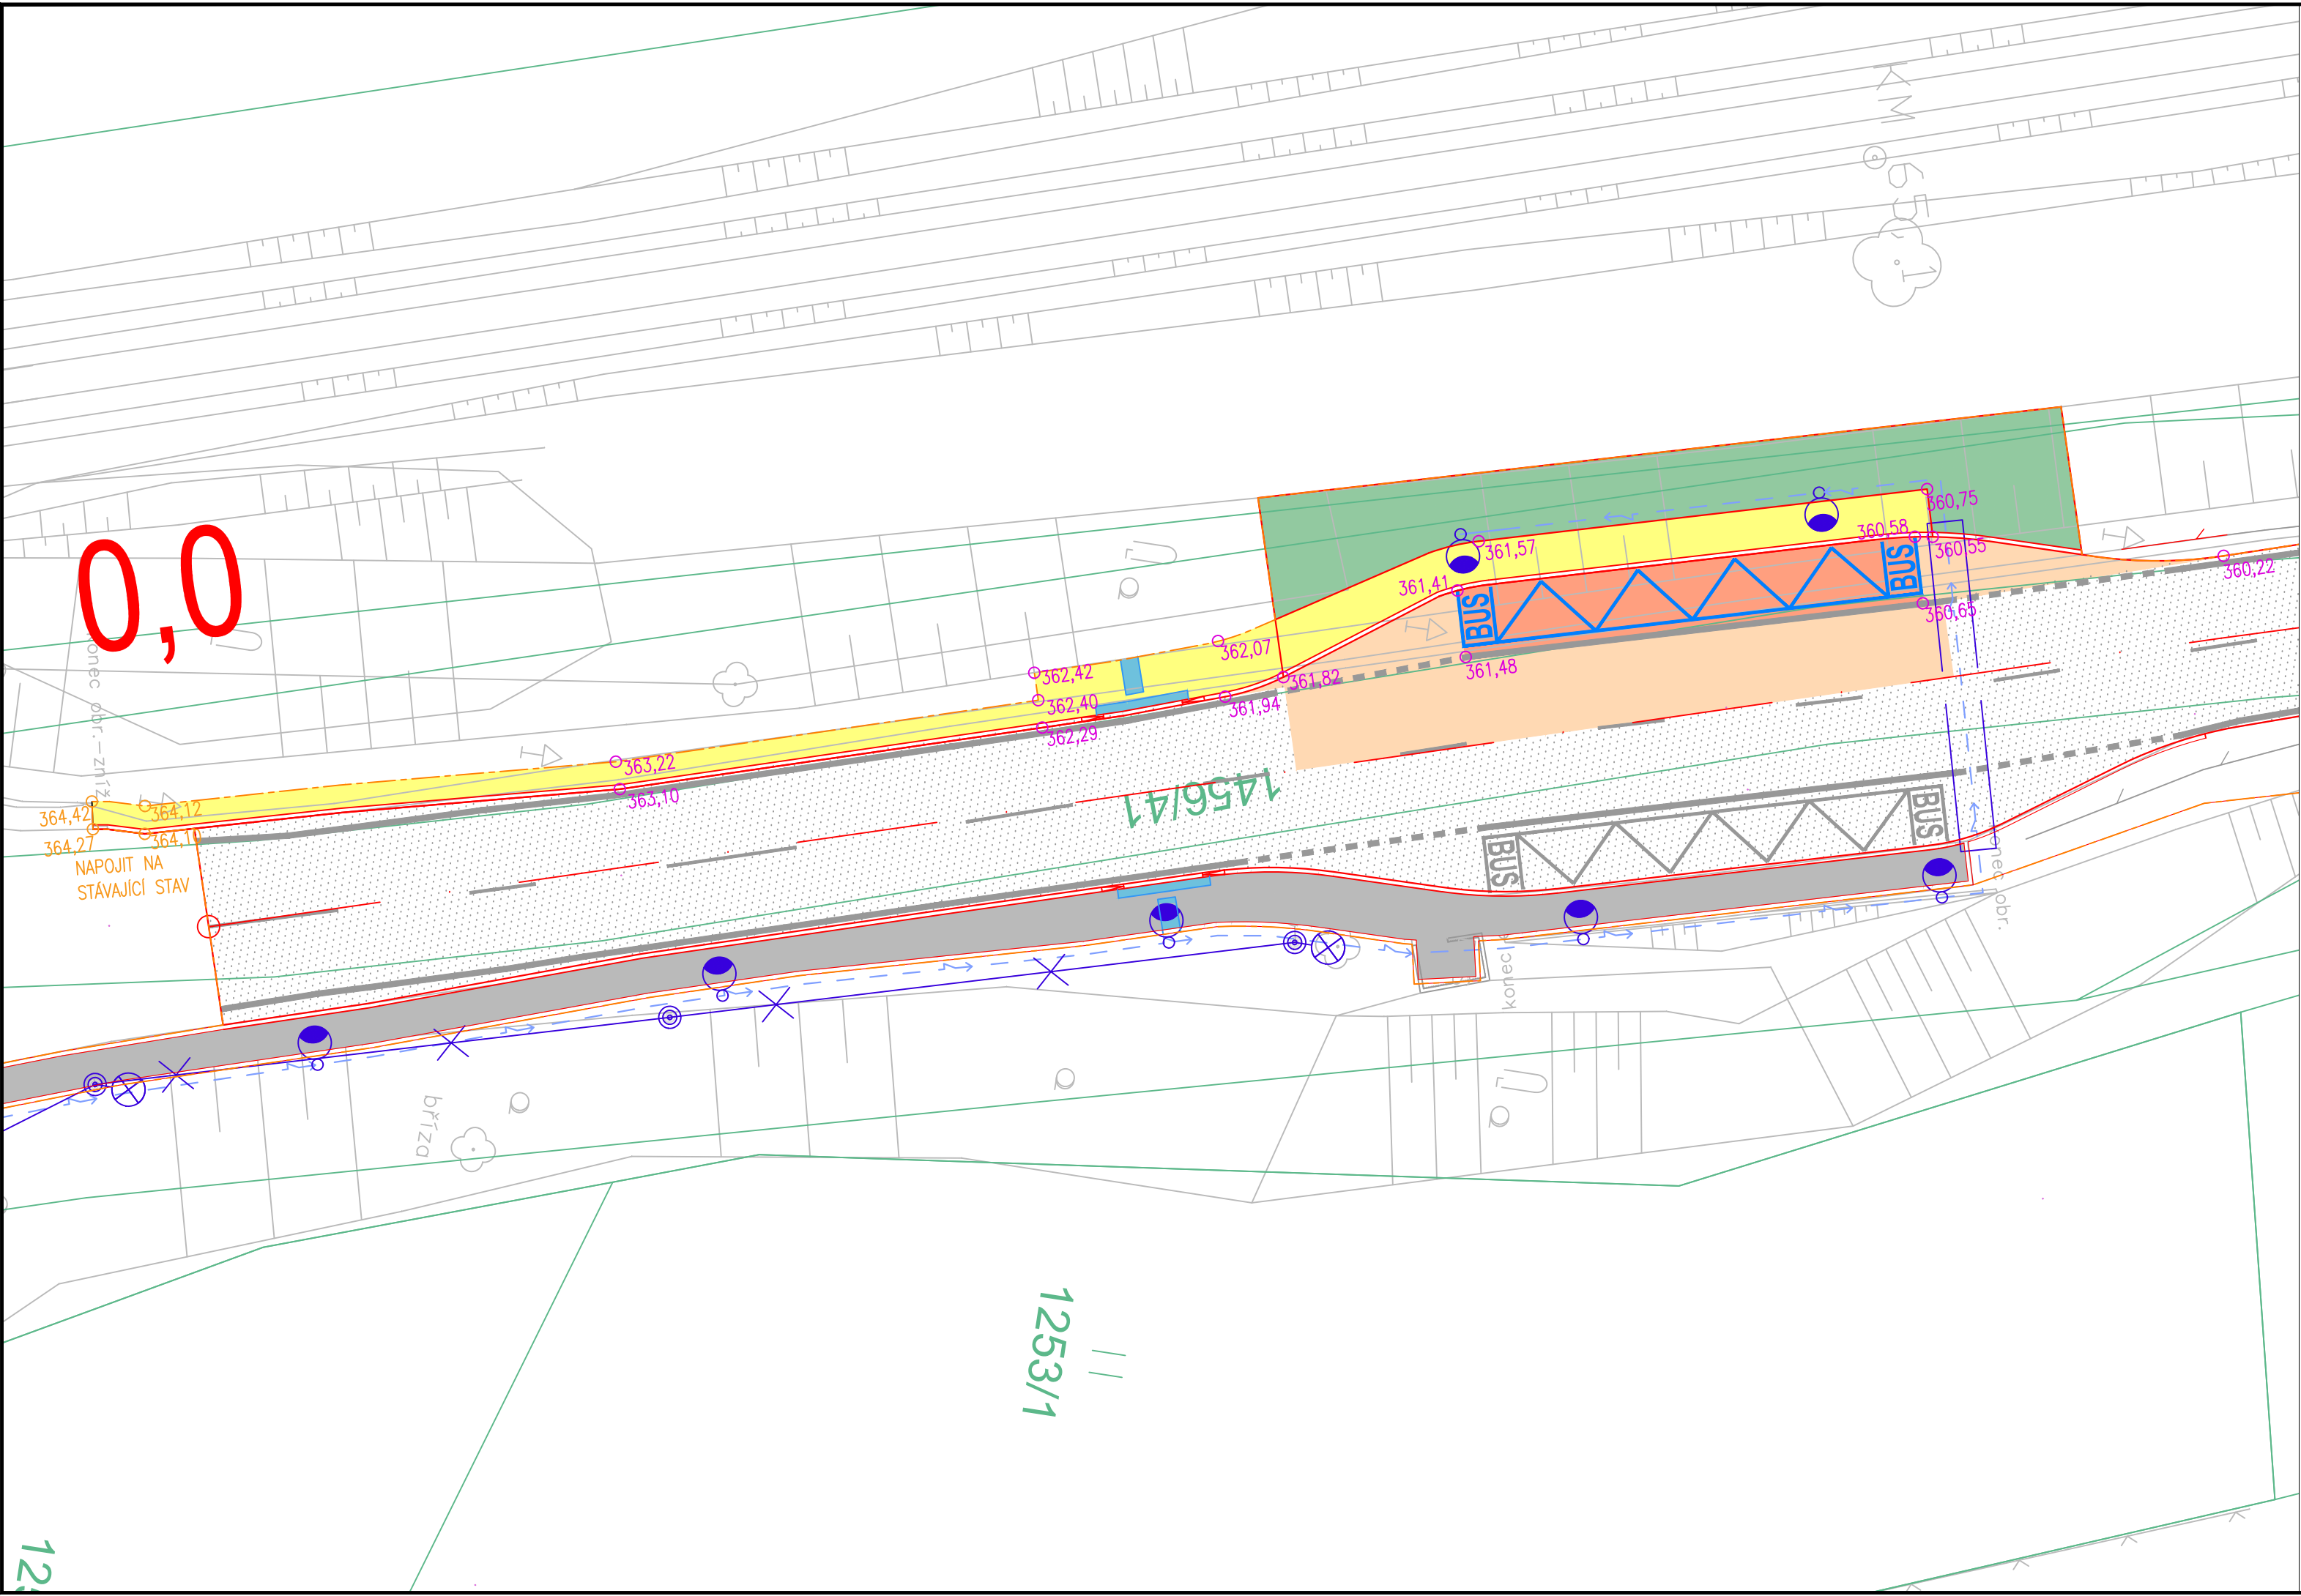 0,0
konec obr.-zn.
364,42
364,12
364,27
364,10
NAPOJIT NA
STÁVAJÍCÍ STAV
363,22
363,10
362,42
362,40
362,29
362,07
361,94
361,82
361,57
361,41
361,48
360,75
360,58
360,55
360,65
360,22
BUS
BUS
BUS
BUS
1456/41
konec
obr.
bříza
1253/1